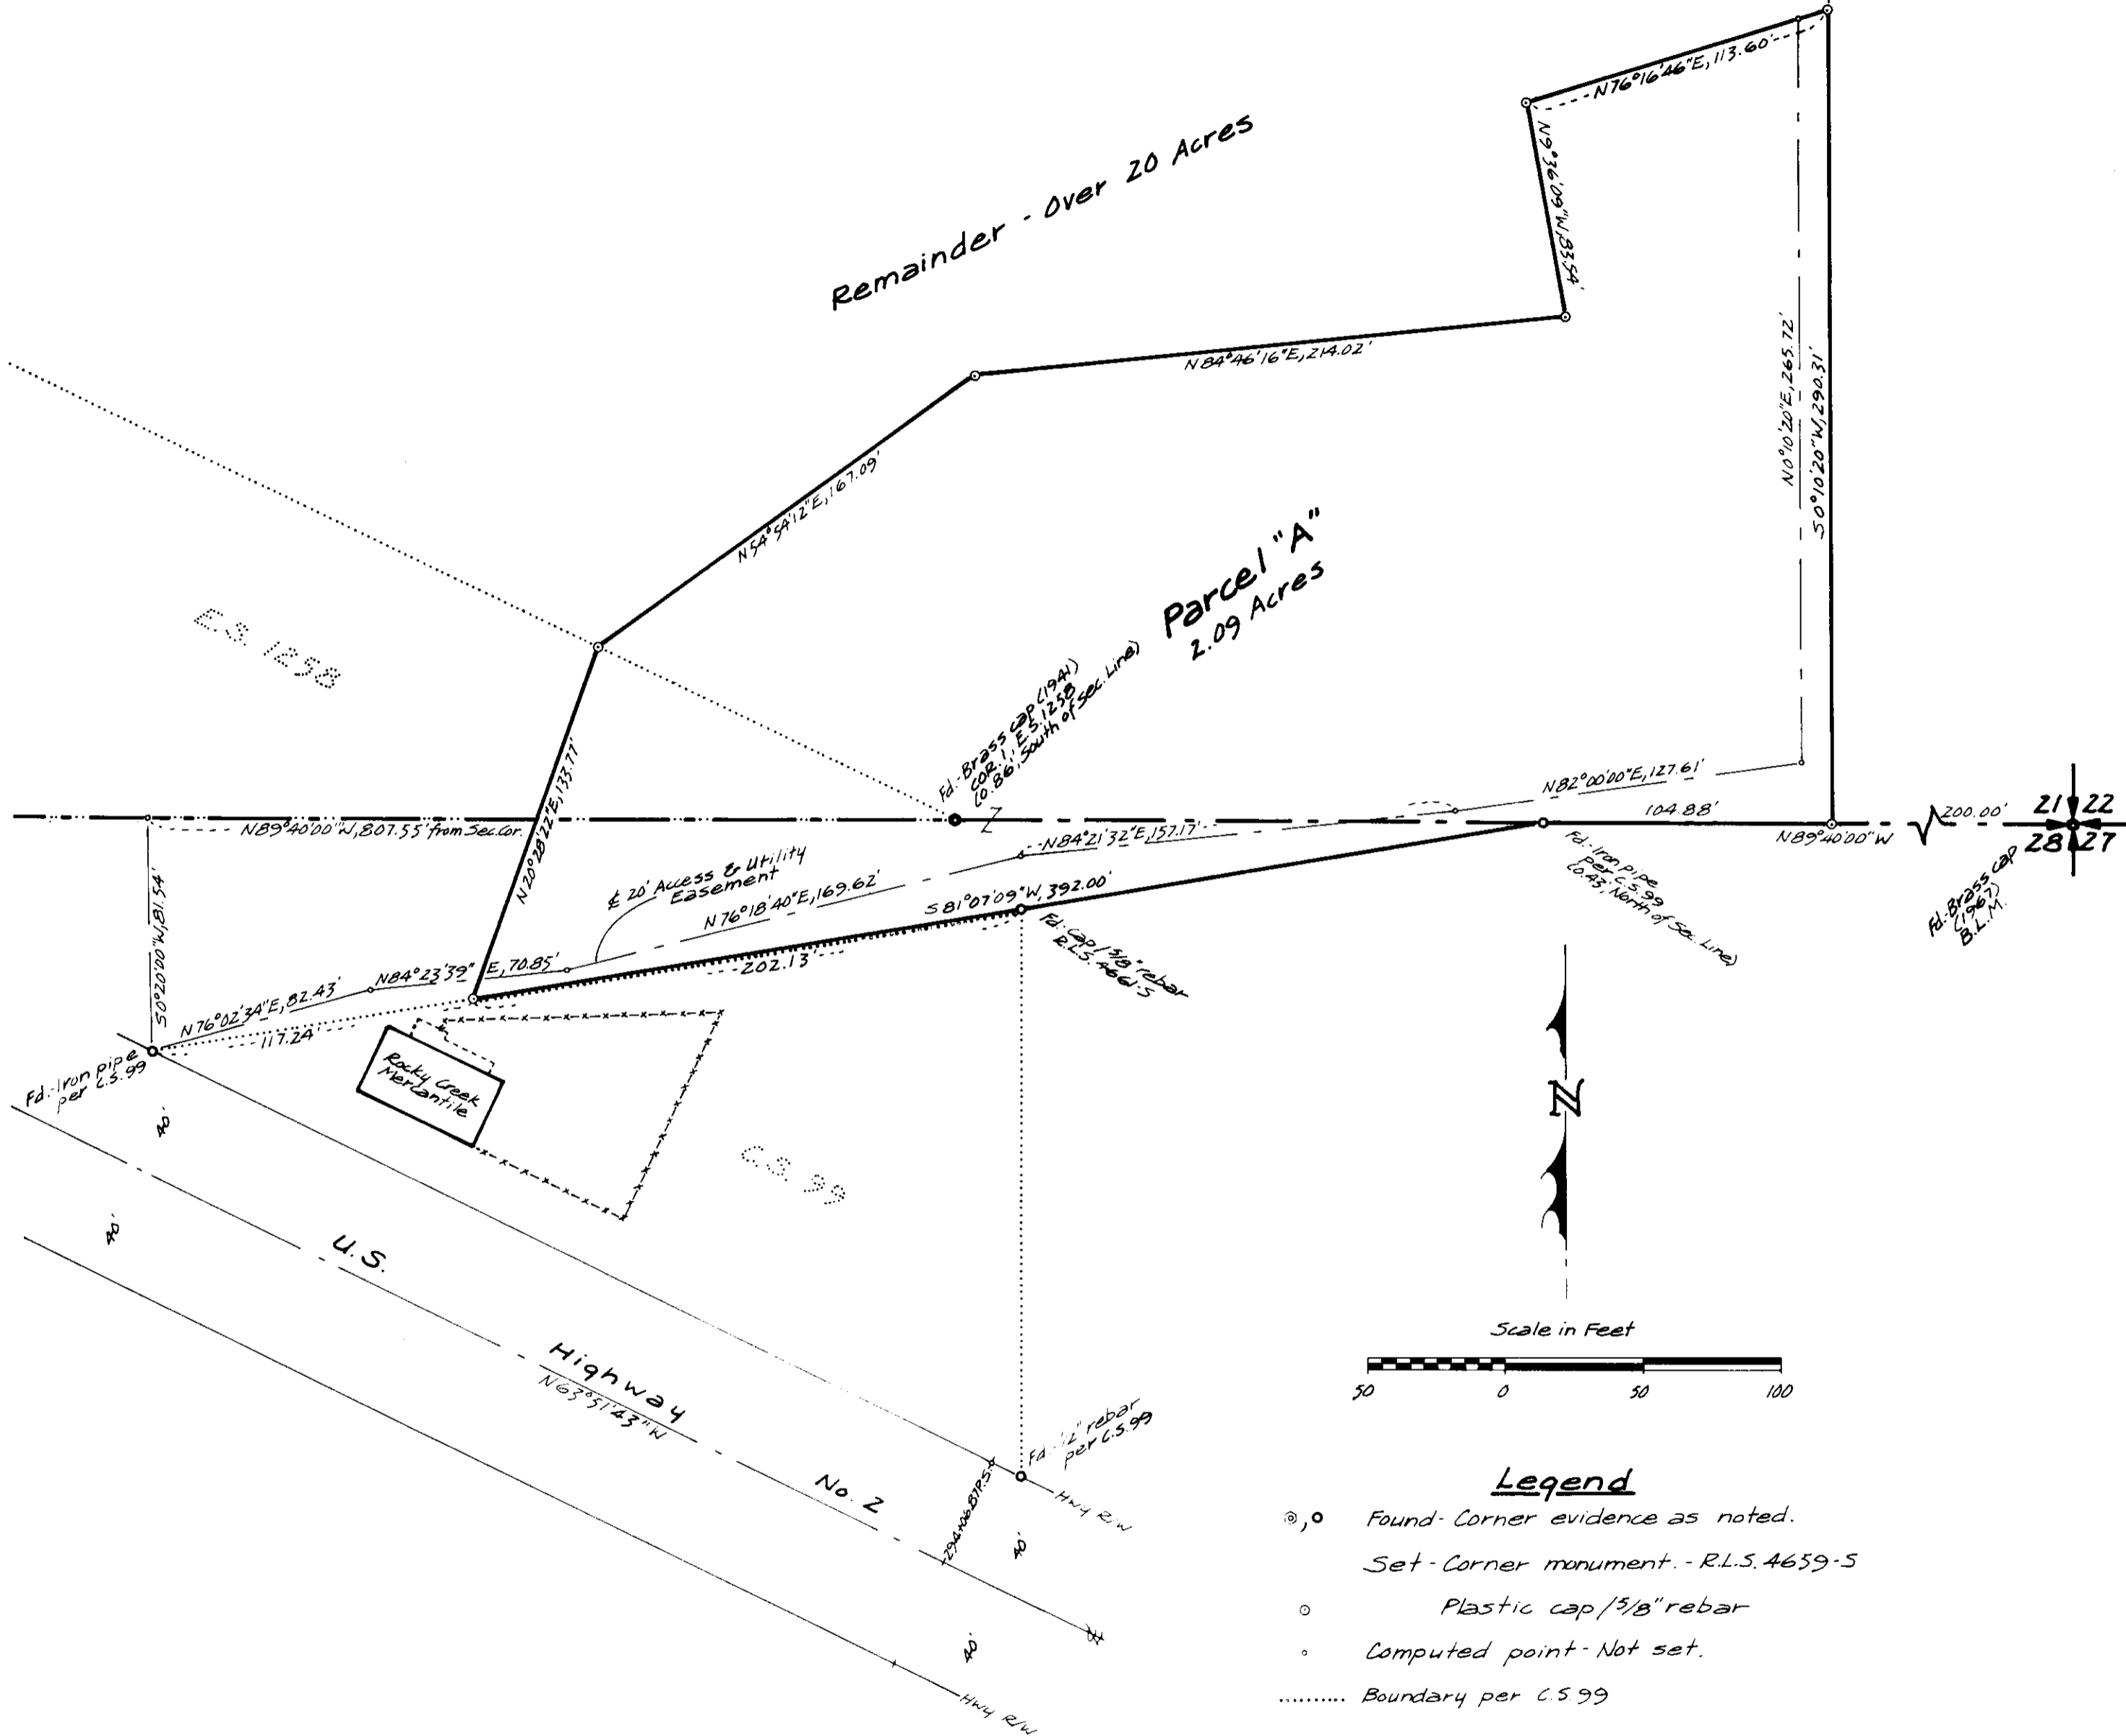 N76°16'46"E, 113.60'
N9°36'09"W, 83.54'
Remainder - Over 20 Acres
N84°46'16"E, 214.02'
N0°10'20"E, 265.72'
S0°10'20"W, 290.31'
N54°54'12"E, 167.09'
Parcel "A"
2.09 Acres
E.S. 1258
Fd.-Brass cap (1941)
COR. 1, E.S. 1258
(0.86' South of Sec. Line)
N20°28'22"E, 133.77'
N82°00'00"E, 127.61'
104.88'
N89°40'00"W
200.00'
21 22
28 27
Fd.-Brass cap
(1967)
B.L.M.
N89°40'00"W, 807.55' from Sec. Cor.
N84°21'32"E, 157.17'
Fd.-Iron pipe
per C.S. 99
(0.43' North of Sec. Line)
℄ 20' Access & Utility
Easement
N76°18'40"E, 169.62'
S81°07'09"W, 392.00'
Fd.-Cap/5/8" rebar
R.L.S. 4661-S
S0°20'00"W, 81.54'
N84°23'39"E, 70.85'
202.13'
N76°02'34"E, 82.43'
117.24'
Fd.-Iron pipe
per C.S. 99
Rocky Creek
Mercantile
C.S. 99
40'
40'
U.S.
Highway
N63°51'43"W
No. 2
Fd.-1/2" rebar
per C.S. 99
HWY R/W
294+06.87 P.S.
40'
40'
℄
HWY R/W
N
Scale in Feet
50 0 50 100
Legend
Found - Corner evidence as noted.
Set - Corner monument. - R.L.S. 4659-S
Plastic cap/5/8" rebar
Computed point - Not set.
Boundary per C.S. 99